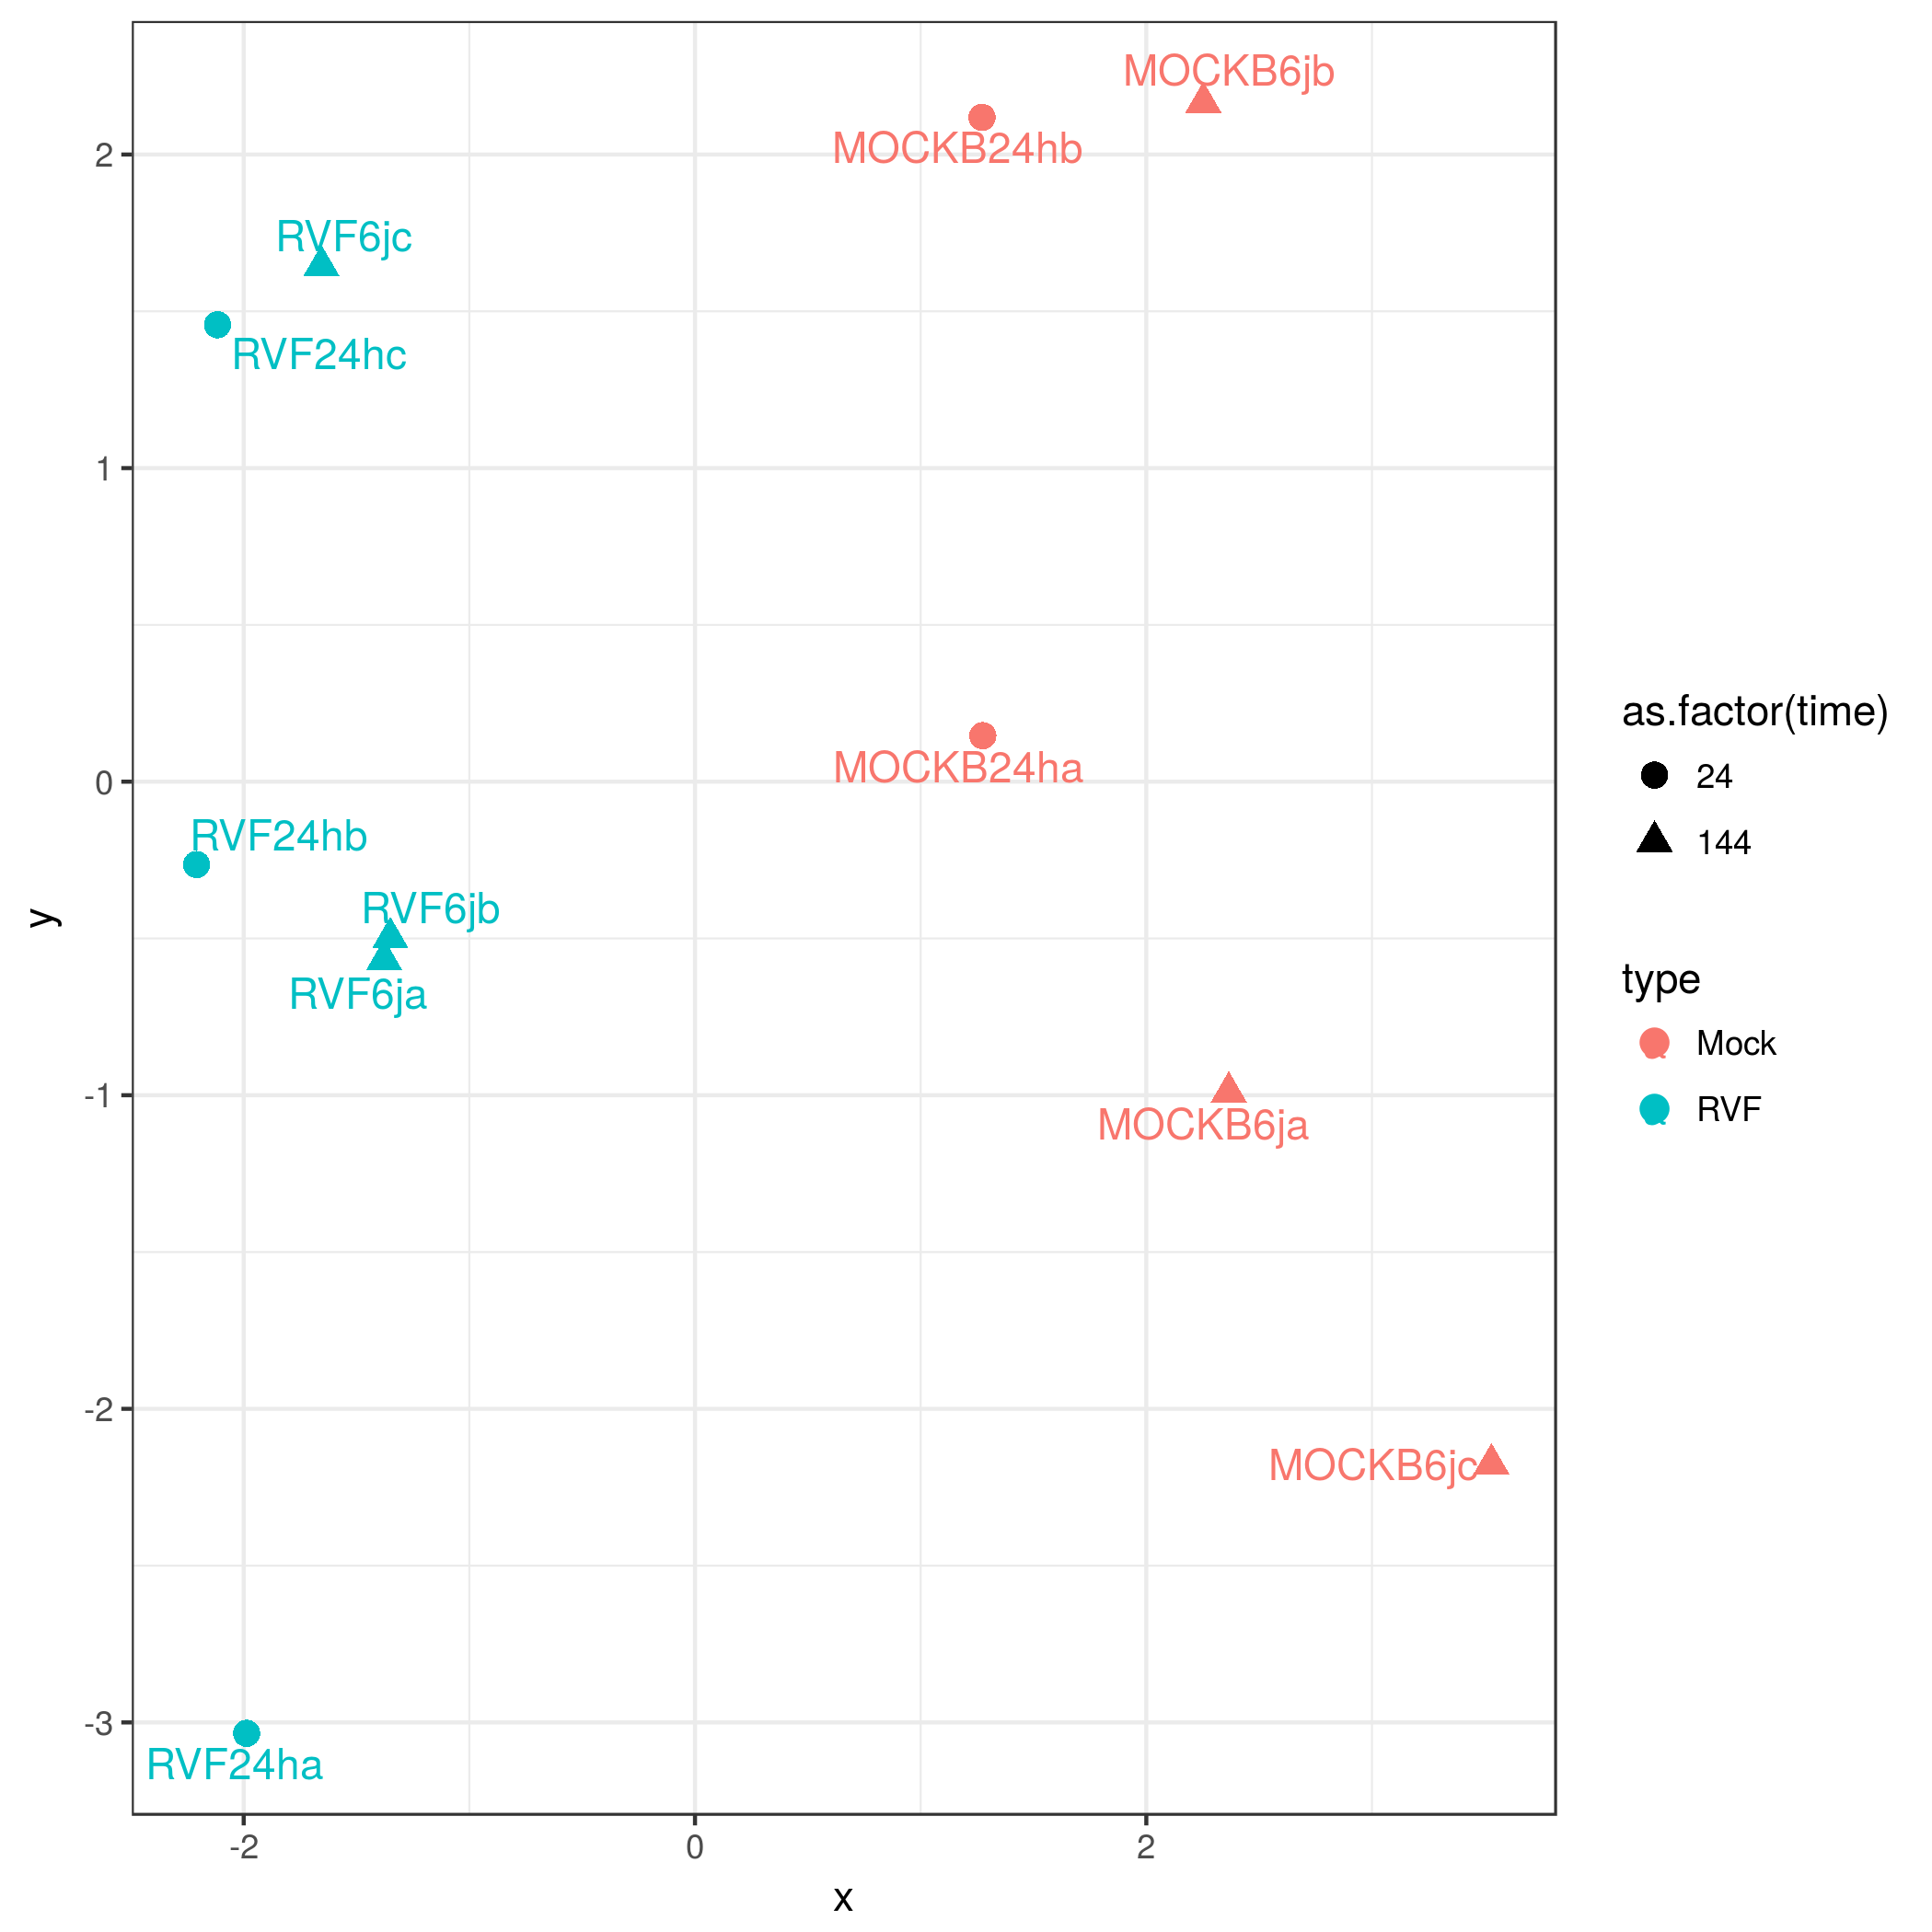 MOCKB6jb
MOCKB24hb
2
RVF6jc
RVF24hc
1
MOCKB24ha
0
RVF24hb
RVF6jb
y
RVF6ja
-1
MOCKB6ja
-2
MOCKB6jc
-3
RVF24ha
-2
0
2
x
as.factor(time)
24
144
type
Mock
RVF